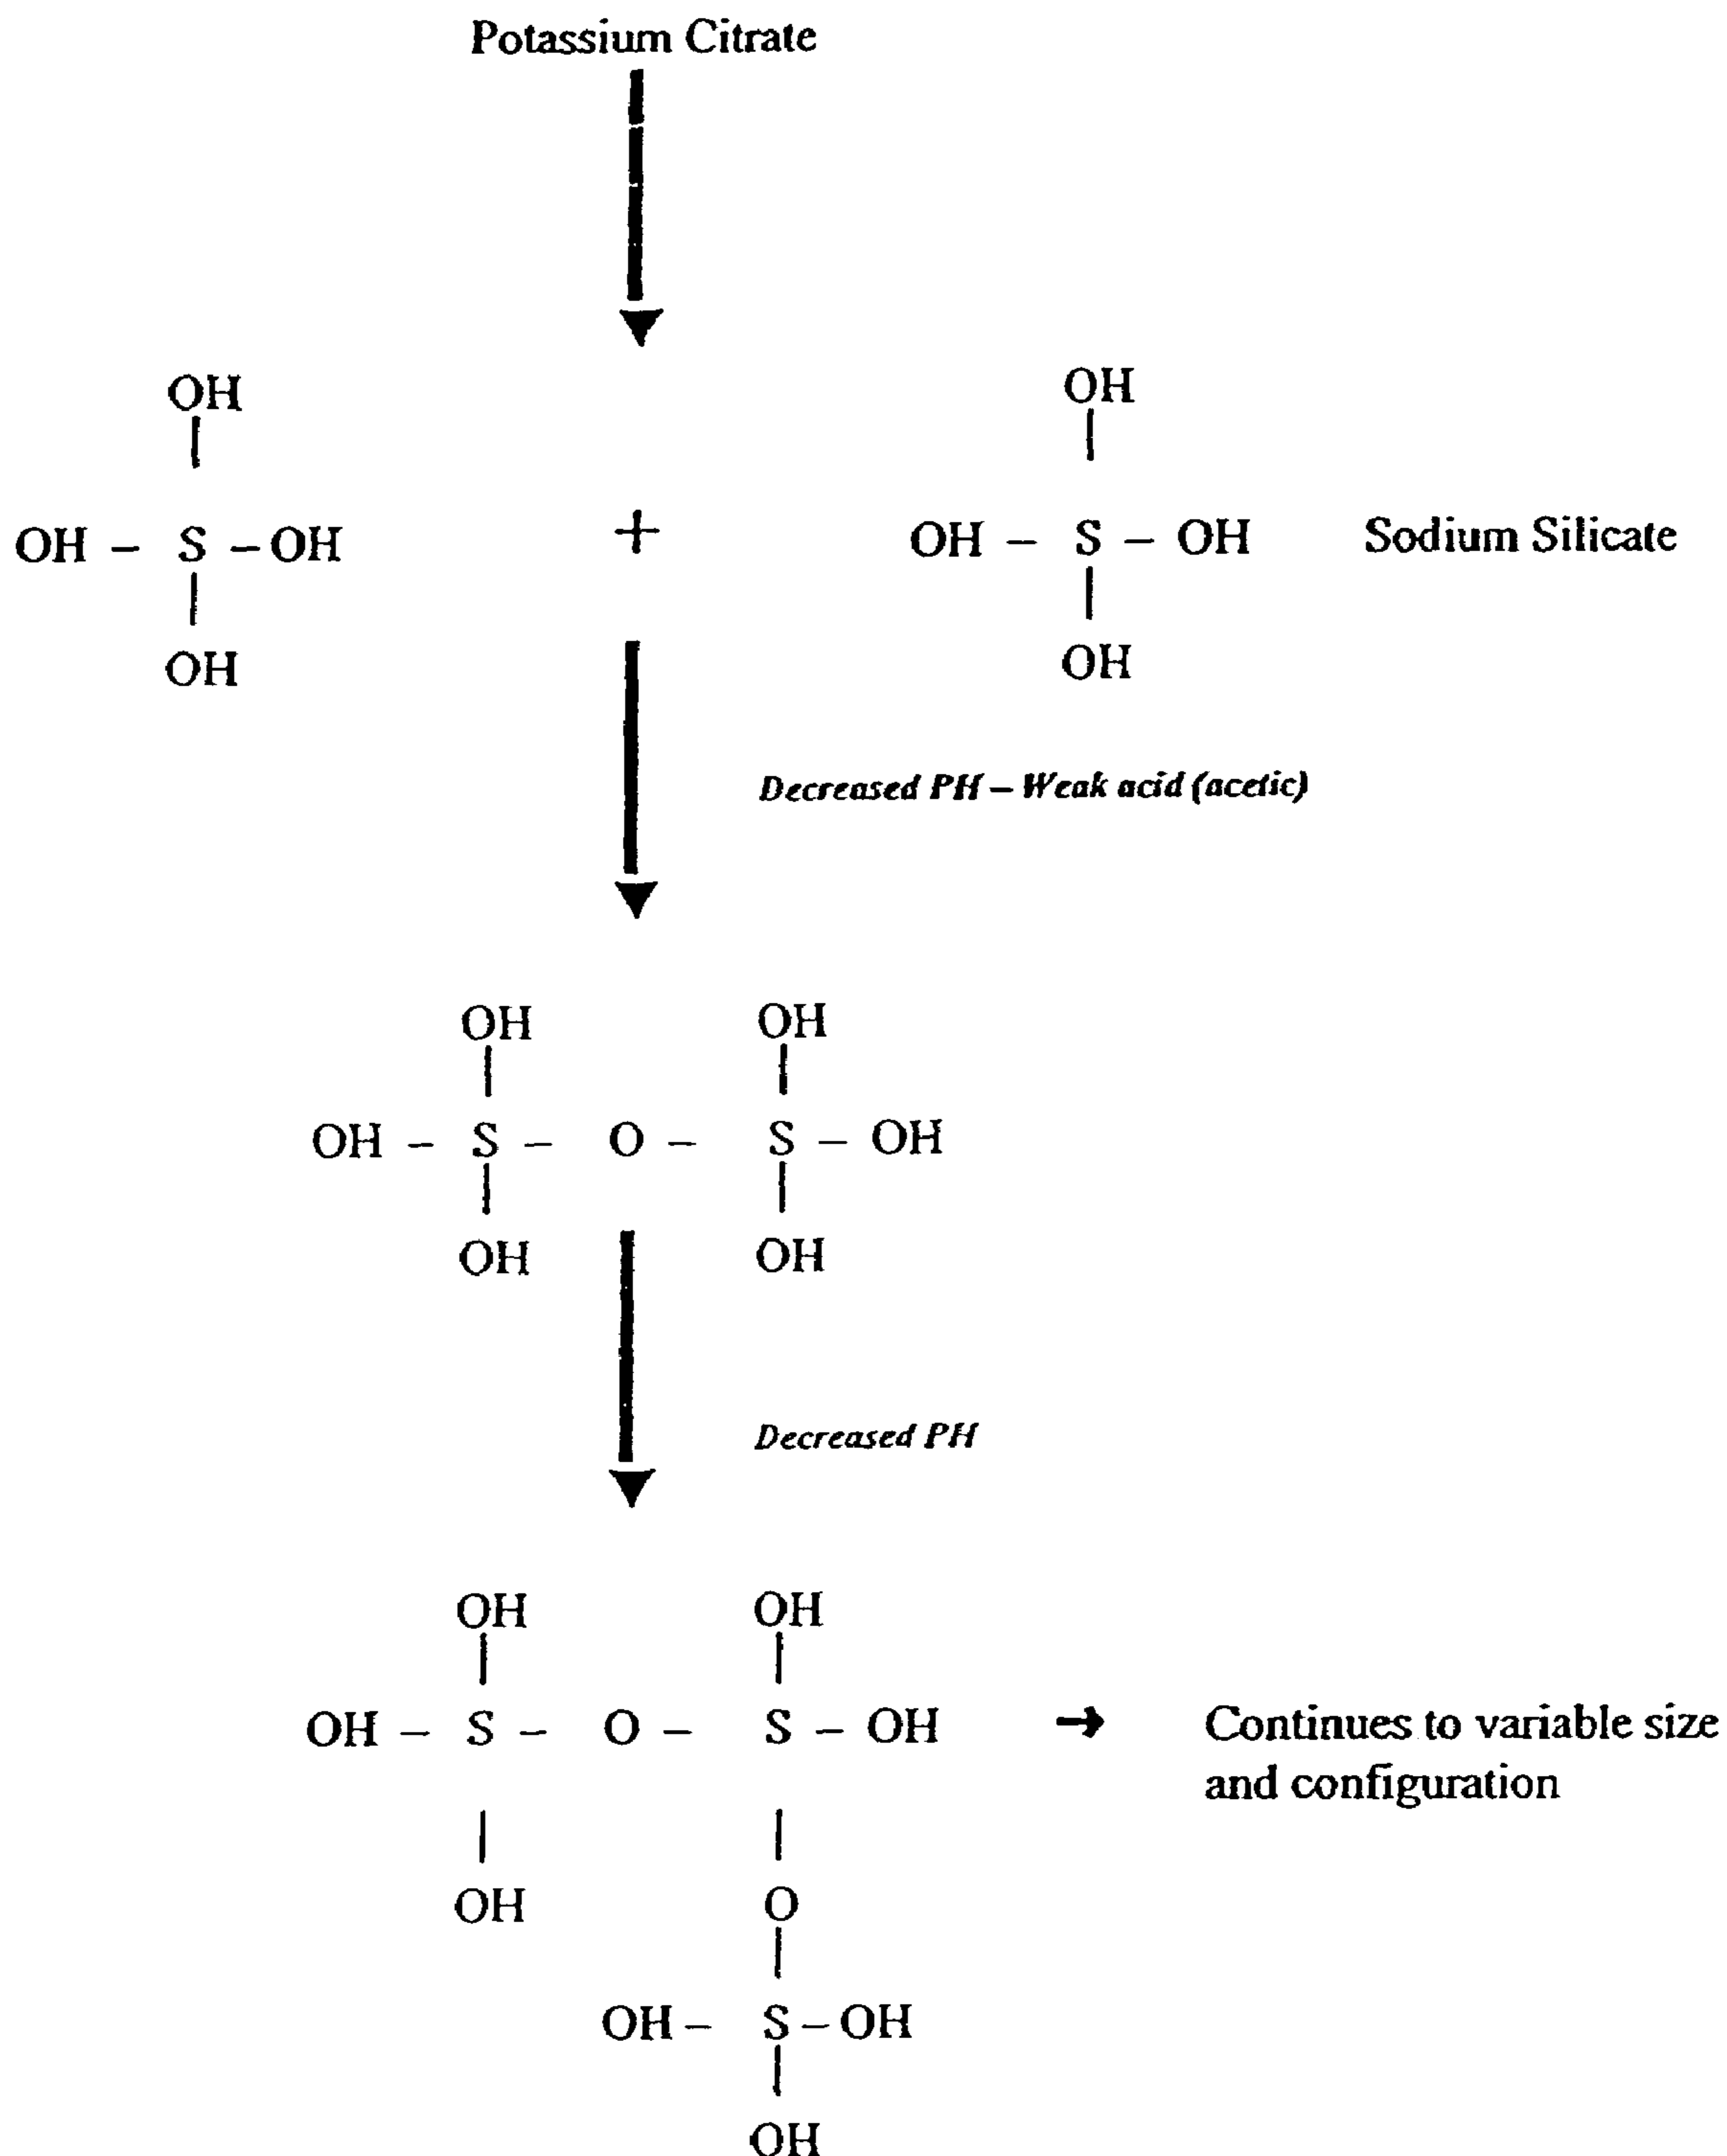 Potassium Citrate
OH OH
| |
OH – S – OH + OH – S – OH Sodium Silicate
| |
OH OH
Decreased PH – Weak acid (acetic)
OH OH
| |
OH – S – O – S – OH
| |
OH OH
Decreased PH
OH OH
| |
OH – S – O – S – OH → Continues to variable size
and configuration
| |
OH O
|
OH – S – OH
|
OH